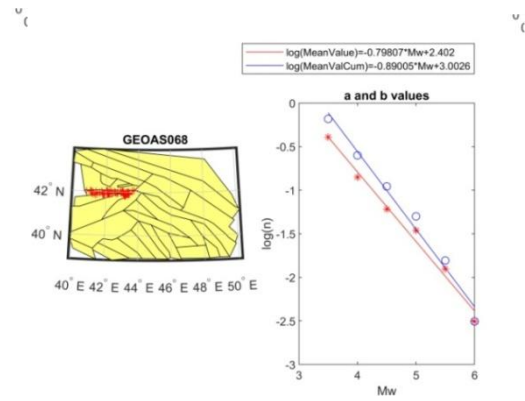 log(MeanValue)=-0.79807*Mw+2.402
log(MeanValCum)=-0.89005*Mw+3.0026
a and b values
GEOAS068
42° N
40° N
40° E 42° E 44° E 46° E 48° E 50° E
0
-0.5
-1
-1.5
-2
-2.5
-3
log(n)
3 4 5 6
Mw